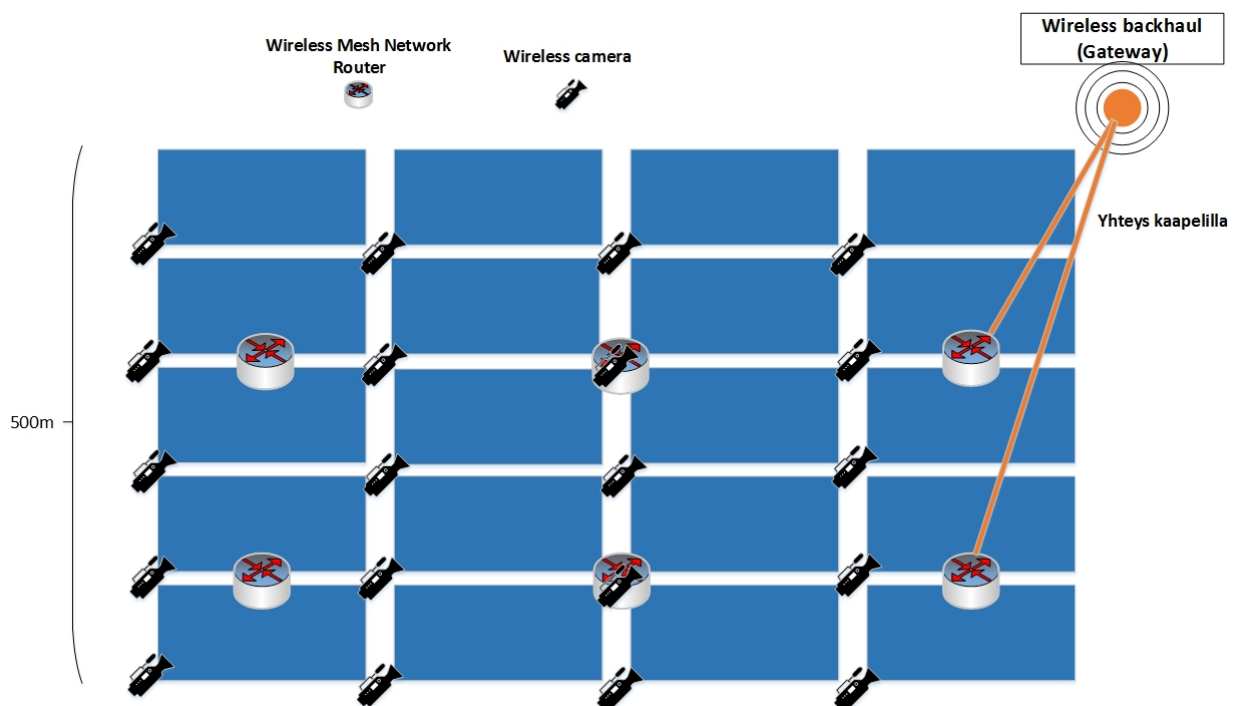 Wireless Mesh Network
Router
Wireless camera
Wireless backhaul
(Gateway)
Yhteys kaapelilla
500m